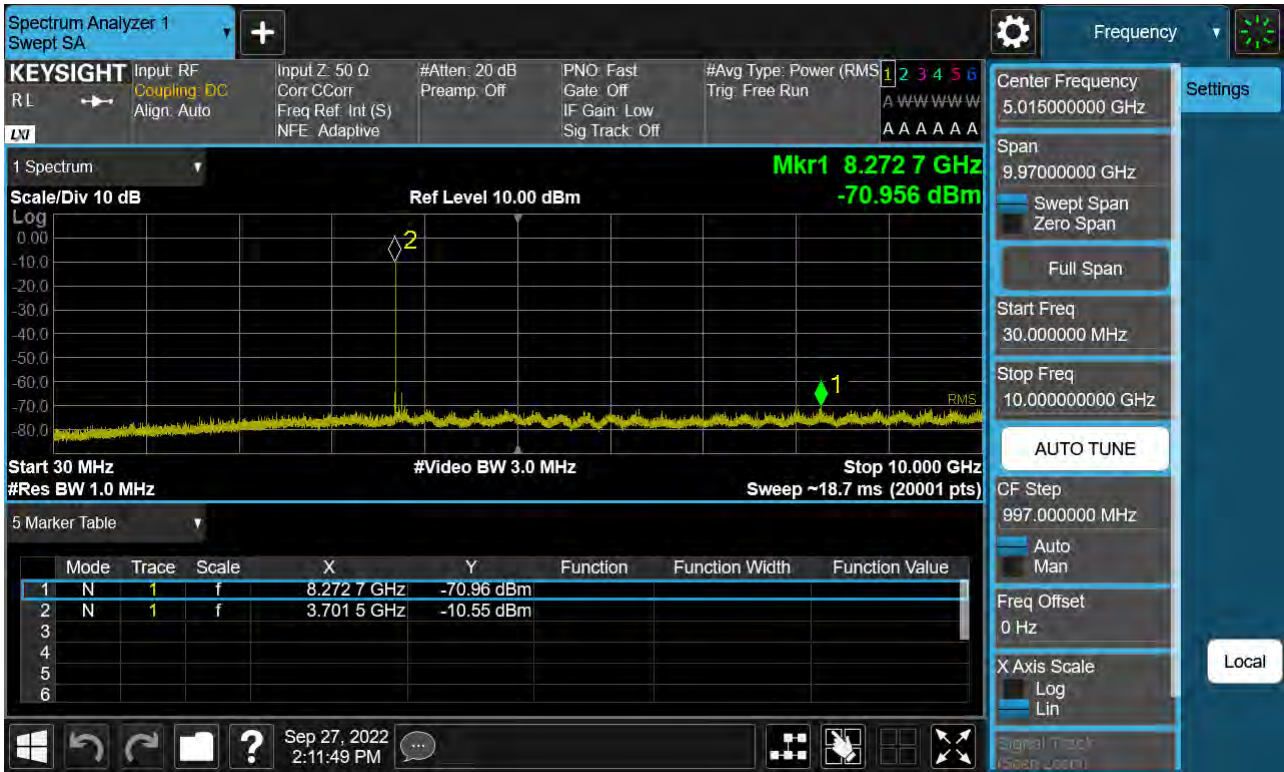 Spectrum Analyzer 1
Swept SA
Frequency
KEYSIGHT
RL
LXI
Input: RF
Coupling: DC
Align: Auto
Input Z: 50 Ω
Corr CCorr
Freq Ref: Int (S)
NFE: Adaptive
#Atten: 20 dB
Preamp: Off
PNO: Fast
Gate: Off
IF Gain: Low
Sig Track: Off
#Avg Type: Power (RMS
Trig: Free Run
1 2 3 4 5 6
A W W W W W
A A A A A A
1 Spectrum
Mkr1 8.272 7 GHz
-70.956 dBm
Scale/Div 10 dB
Ref Level 10.00 dBm
Log
0.00
-10.0
-20.0
-30.0
-40.0
-50.0
-60.0
-70.0
-80.0
2
1
RMS
Start 30 MHz
#Video BW 3.0 MHz
Stop 10.000 GHz
#Res BW 1.0 MHz
Sweep ~18.7 ms (20001 pts)
5 Marker Table
Mode Trace Scale X Y Function Function Width Function Value
1 N 1 f 8.272 7 GHz -70.96 dBm
2 N 1 f 3.701 5 GHz -10.55 dBm
3
4
5
6
Center Frequency
5.015000000 GHz
Span
9.97000000 GHz
Swept Span
Zero Span
Full Span
Start Freq
30.000000 MHz
Stop Freq
10.000000000 GHz
AUTO TUNE
CF Step
997.000000 MHz
Auto
Man
Freq Offset
0 Hz
X Axis Scale
Log
Lin
Signal Track
(Span Zoom)
Settings
Local
?
Sep 27, 2022
2:11:49 PM